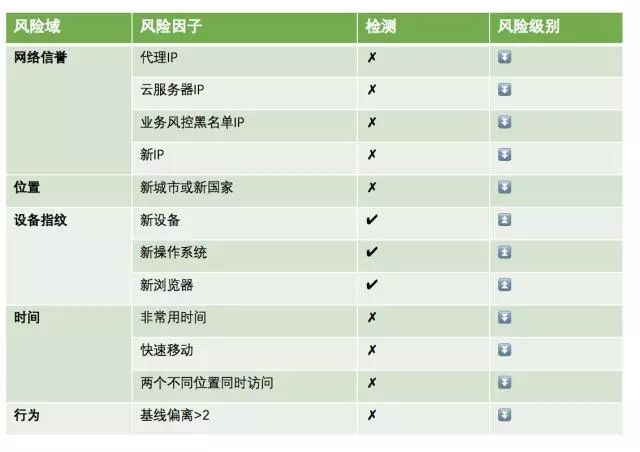 风险域 风险因子 检测 风险级别
网络信誉 代理IP ✗ ⏬
云服务器IP ✗ ⏬
业务风控黑名单IP ✗ ⏬
新IP ✗ ⏬
位置 新城市或新国家 ✗ ⏬
设备指纹 新设备 ✔ ⏫
新操作系统 ✔ ⏫
新浏览器 ✔ ⏫
时间 非常用时间 ✗ ⏬
快速移动 ✗ ⏬
两个不同位置同时访问 ✗ ⏬
行为 基线偏离>2 ✗ ⏬